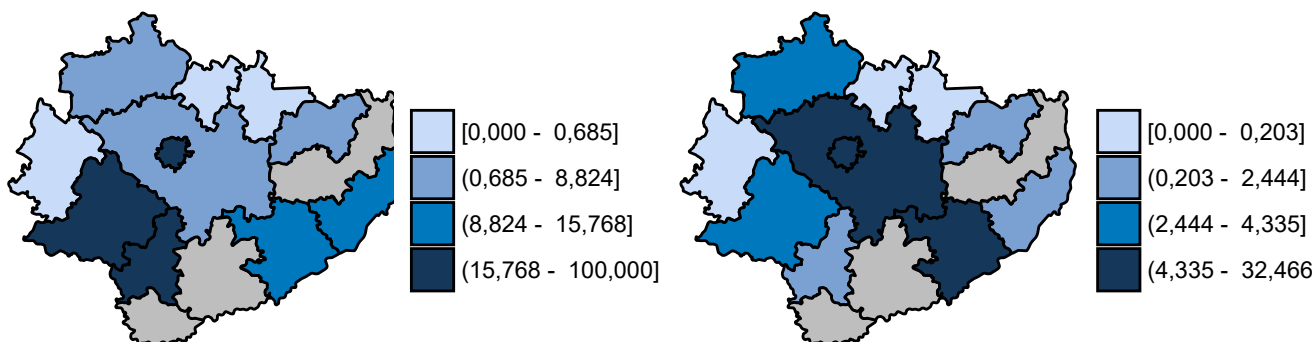 [0,000 - 0,685]
(0,685 - 8,824]
(8,824 - 15,768]
(15,768 - 100,000]
[0,000 - 0,203]
(0,203 - 2,444]
(2,444 - 4,335]
(4,335 - 32,466